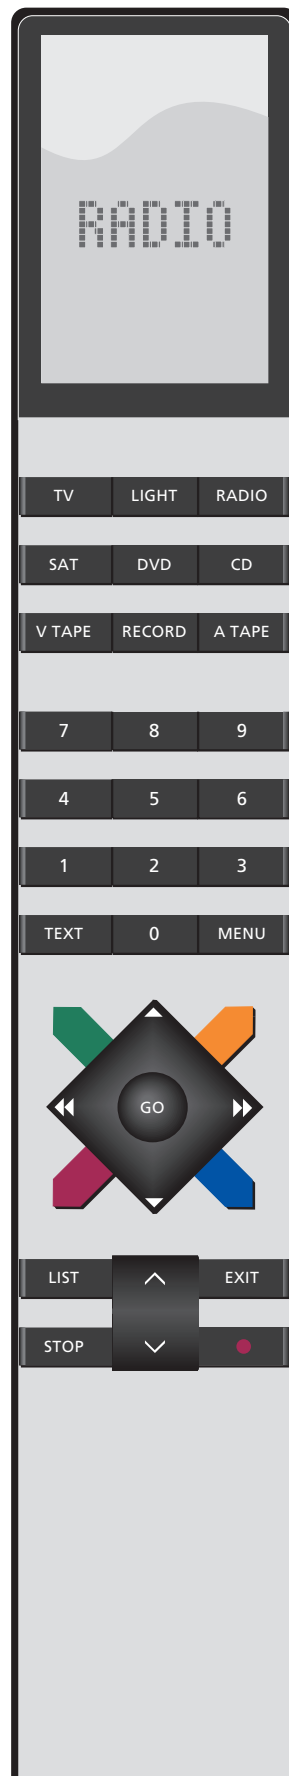 RADIO
TV LIGHT RADIO
SAT DVD CD
V TAPE RECORD A TAPE
7 8 9
4 5 6
1 2 3
TEXT 0 MENU
GO
LIST EXIT
STOP